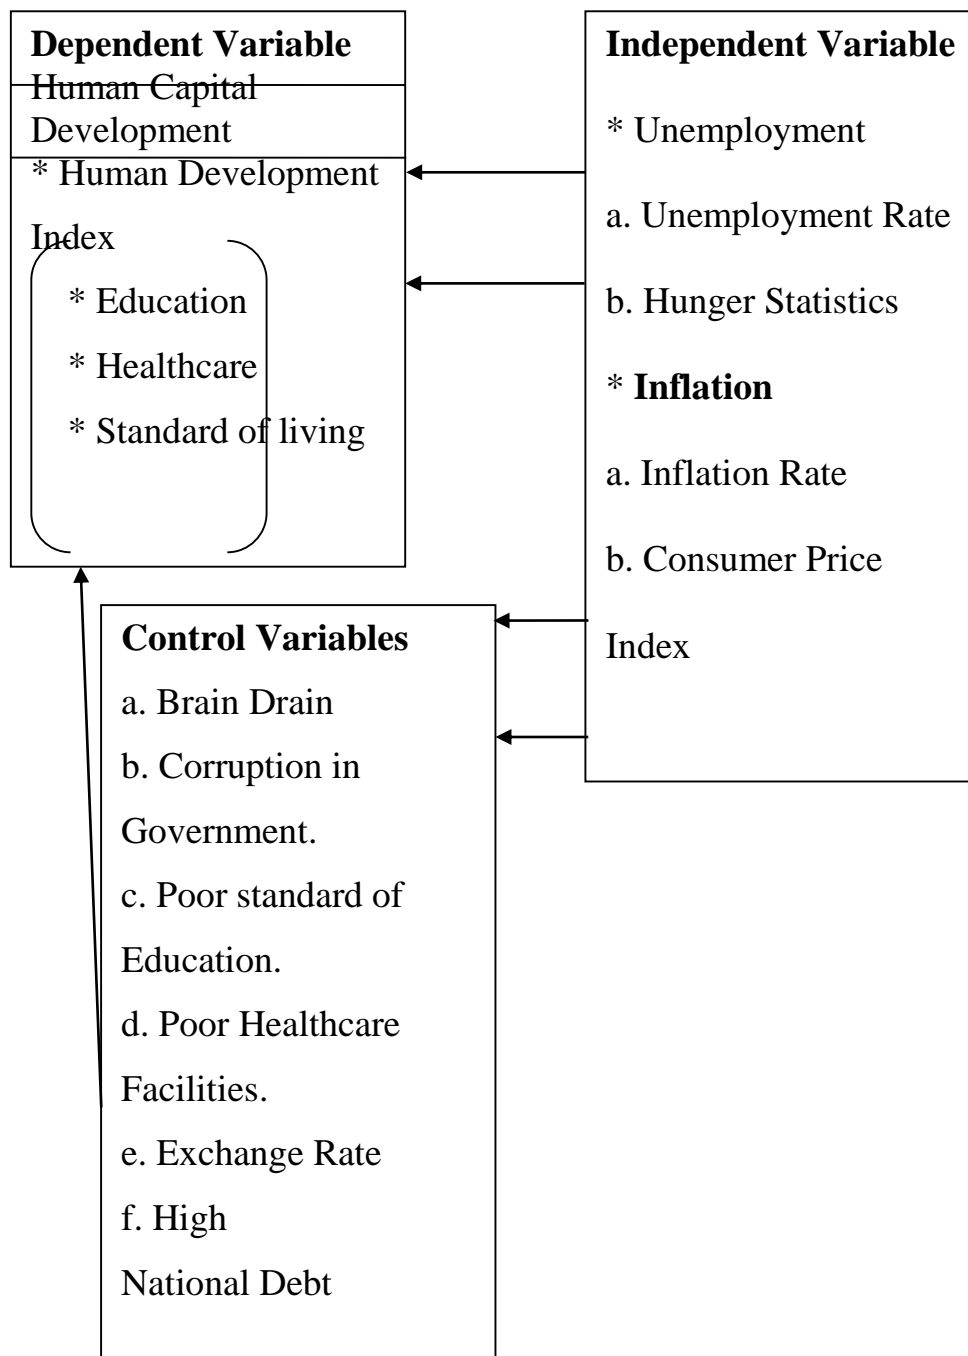 Dependent Variable
Human Capital
Development
* Human Development
Index
* Education
* Healthcare
* Standard of living
Independent Variable
* Unemployment
a. Unemployment Rate
b. Hunger Statistics
* Inflation
a. Inflation Rate
b. Consumer Price
Index
Control Variables
a. Brain Drain
b. Corruption in
Government.
c. Poor standard of
Education.
d. Poor Healthcare
Facilities.
e. Exchange Rate
f. High
National Debt